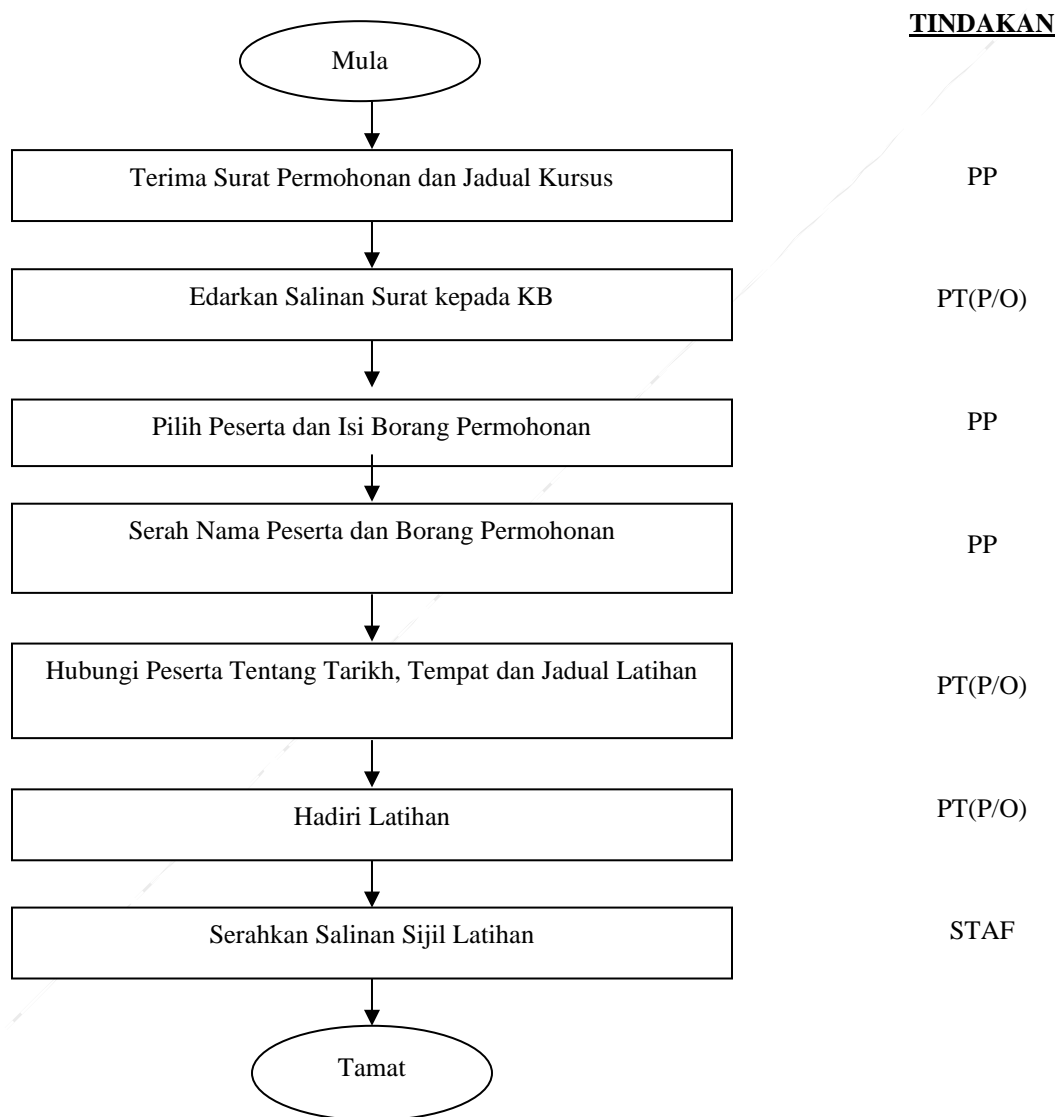 TINDAKAN
Mula
Terima Surat Permohonan dan Jadual Kursus
PP
Edarkan Salinan Surat kepada KB
PT(P/O)
Pilih Peserta dan Isi Borang Permohonan
PP
Serah Nama Peserta dan Borang Permohonan
PP
Hubungi Peserta Tentang Tarikh, Tempat dan Jadual Latihan
PT(P/O)
Hadiri Latihan
PT(P/O)
Serahkan Salinan Sijil Latihan
STAF
Tamat